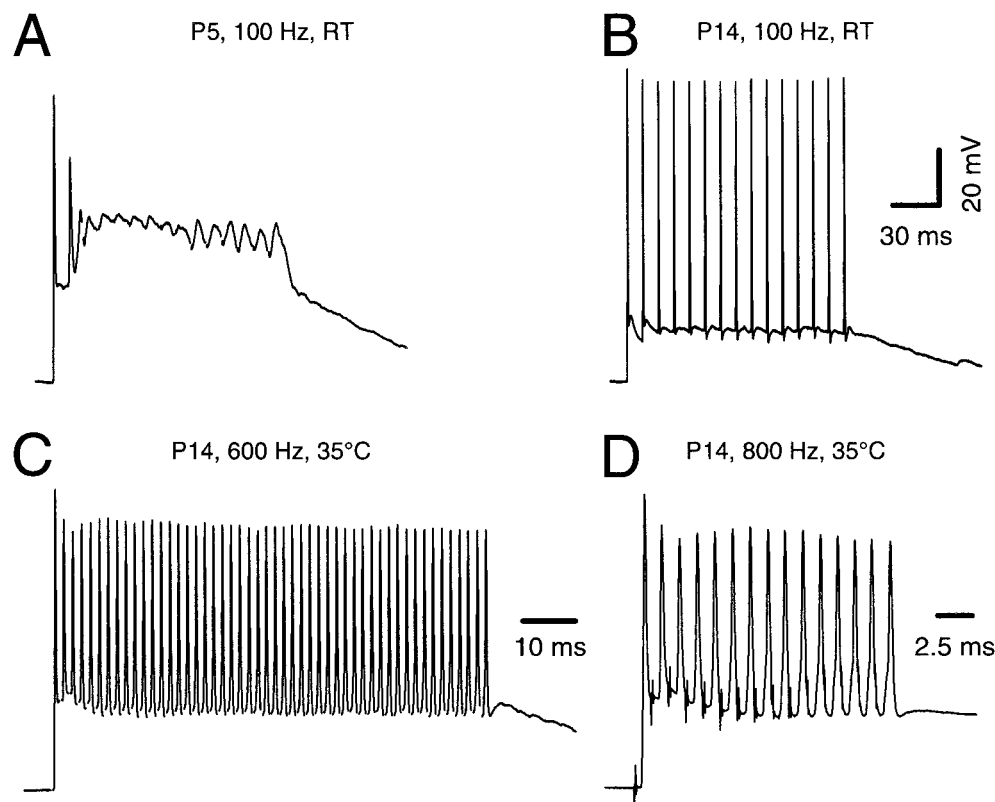 A
P5, 100 Hz, RT
B
P14, 100 Hz, RT
20 mV
30 ms
C
P14, 600 Hz, 35°C
10 ms
D
P14, 800 Hz, 35°C
2.5 ms